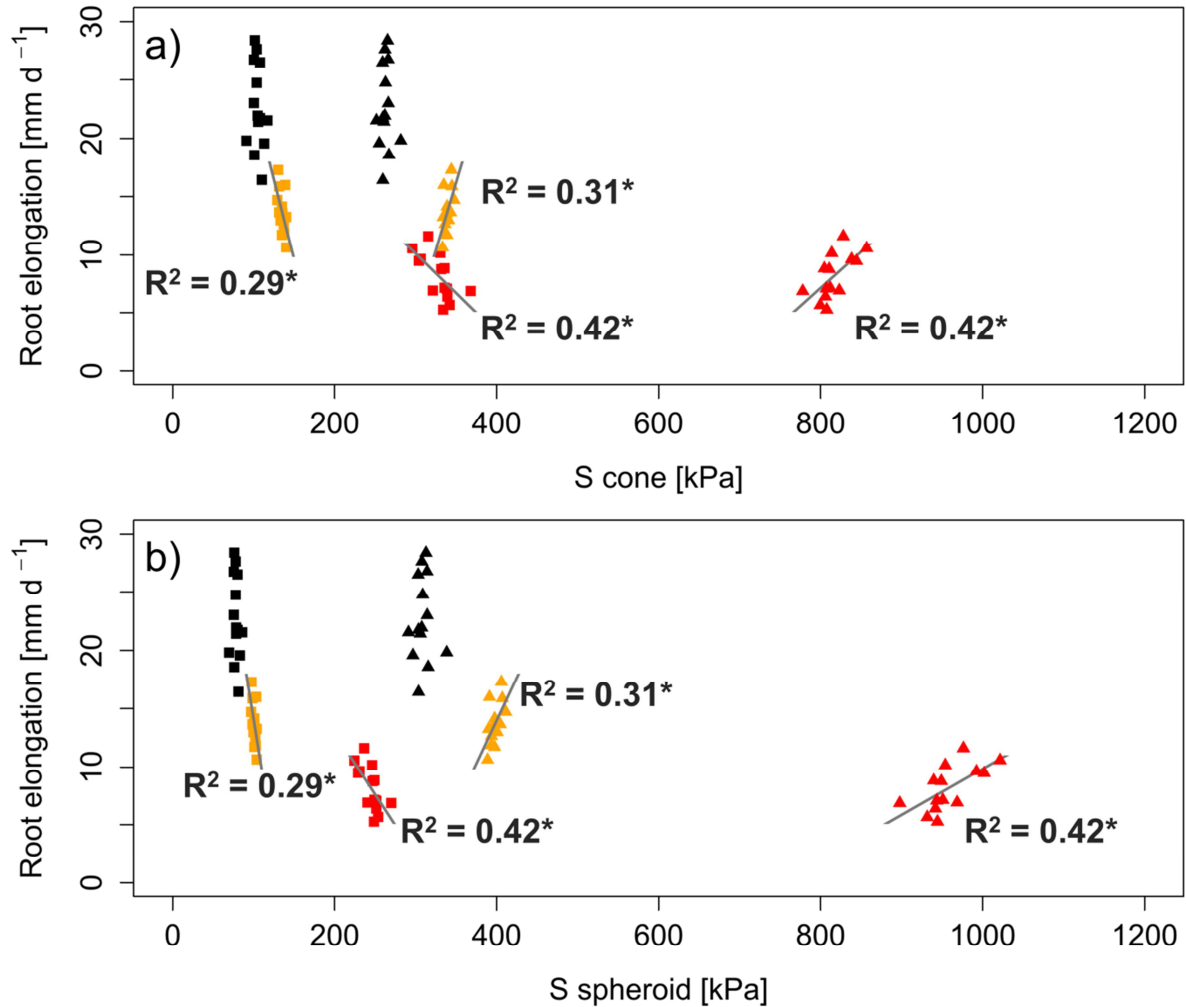 a)
Root elongation [mm d ⁻¹]
30
20
10
0
R² = 0.31*
R² = 0.29*
R² = 0.42*
R² = 0.42*
0 200 400 600 800 1000 1200
S cone [kPa]
b)
Root elongation [mm d ⁻¹]
30
20
10
0
R² = 0.31*
R² = 0.29*
R² = 0.42*
R² = 0.42*
0 200 400 600 800 1000 1200
S spheroid [kPa]